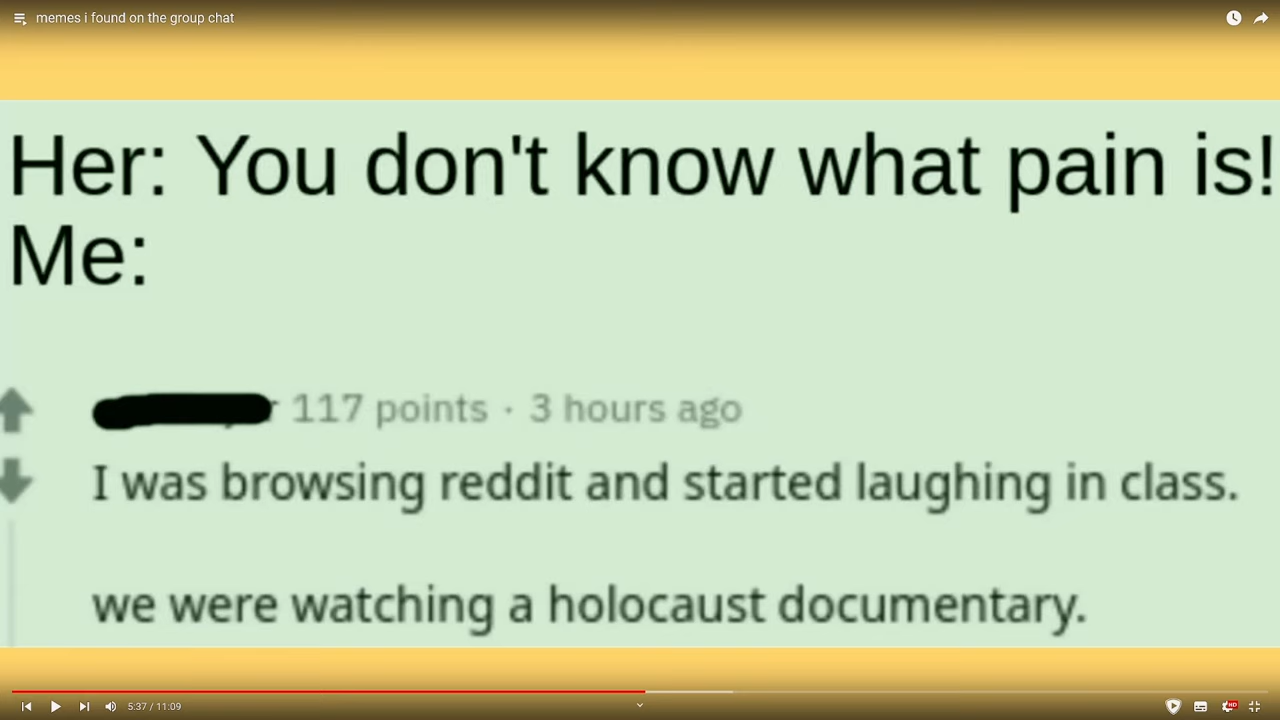 memes i found on the group chat
Her: You don't know what pain is!
Me:
117 points · 3 hours ago
I was browsing reddit and started laughing in class.
we were watching a holocaust documentary.
5:37 / 11:09
HD